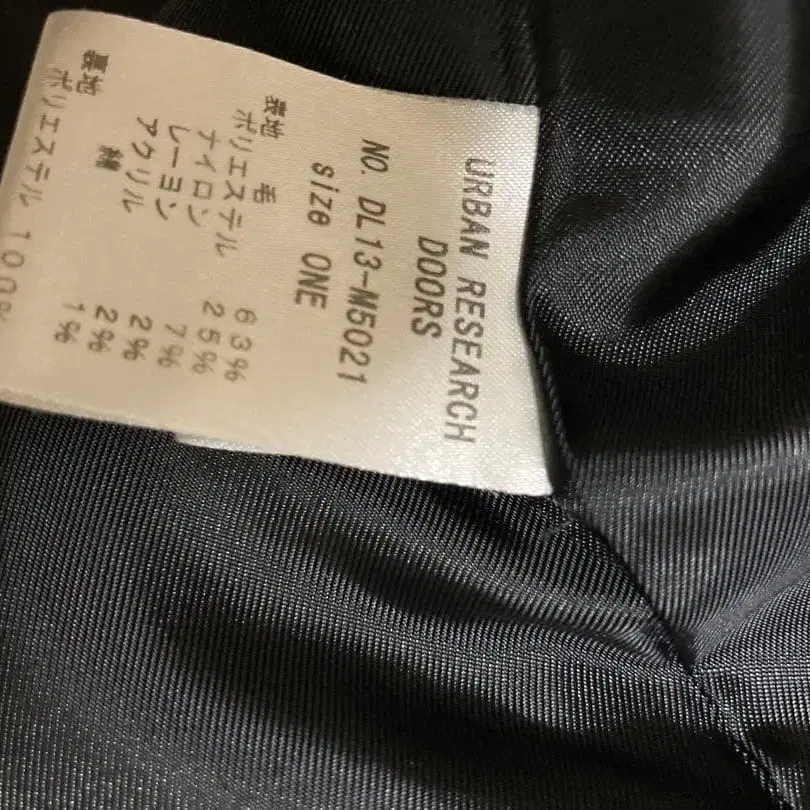 URBAN RESEARCH
DOORS
NO. DL13-M5021
size ONE
表地 毛 63%
ポリエステル 25%
ナイロン 7%
レーヨン 2%
アクリル 2%
綿 1%
裏地
ポリエステル 100%